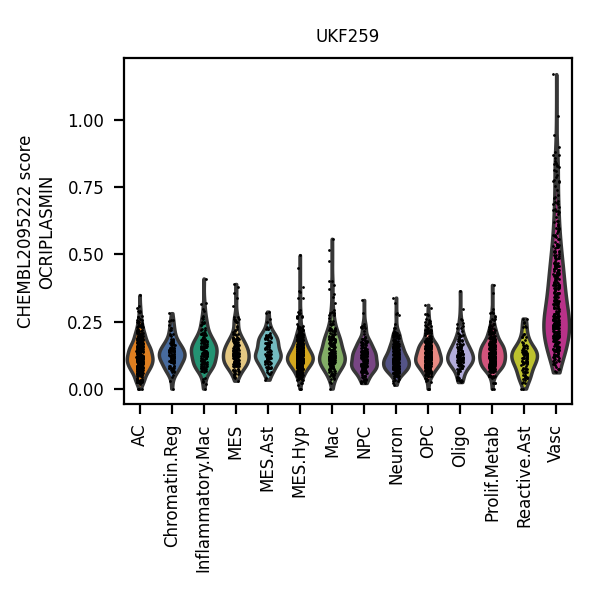 UKF259
CHEMBL2095222 score
OCRIPLASMIN
1.00
0.75
0.50
0.25
0.00
AC
Chromatin.Reg
Inflammatory.Mac
MES
MES.Ast
MES.Hyp
Mac
NPC
Neuron
OPC
Oligo
Prolif.Metab
Reactive.Ast
Vasc